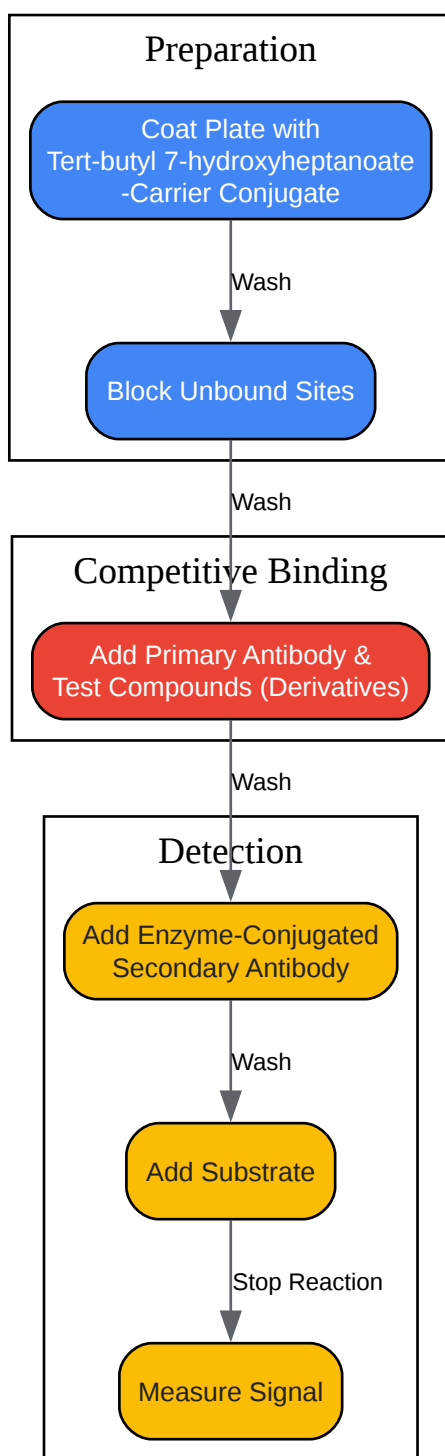 Preparation
Coat Plate with
Tert-butyl 7-hydroxyheptanoate
-Carrier Conjugate
Wash
Block Unbound Sites
Wash
Competitive Binding
Add Primary Antibody &
Test Compounds (Derivatives)
Wash
Detection
Add Enzyme-Conjugated
Secondary Antibody
Wash
Add Substrate
Stop Reaction
Measure Signal